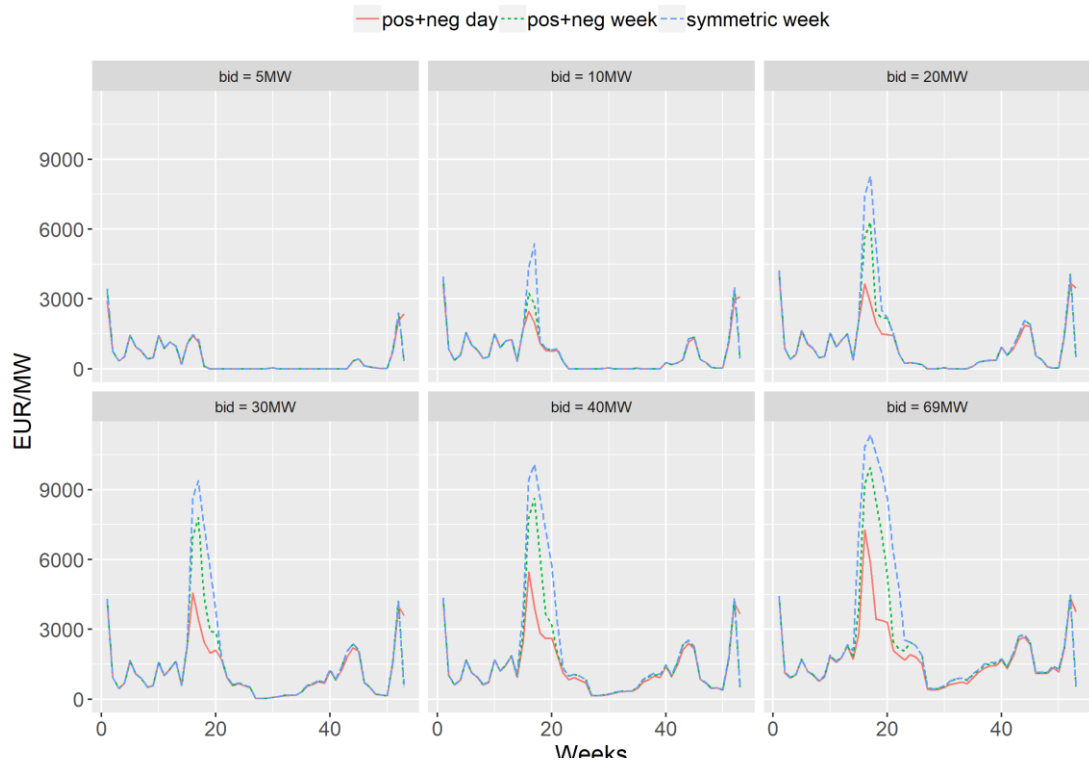 pos+neg day pos+neg week symmetric week
bid = 5MW bid = 10MW bid = 20MW
9000
6000
3000
0
EUR/MW
bid = 30MW bid = 40MW bid = 69MW
9000
6000
3000
0
0 20 40 0 20 40 0 20 40
Weeks